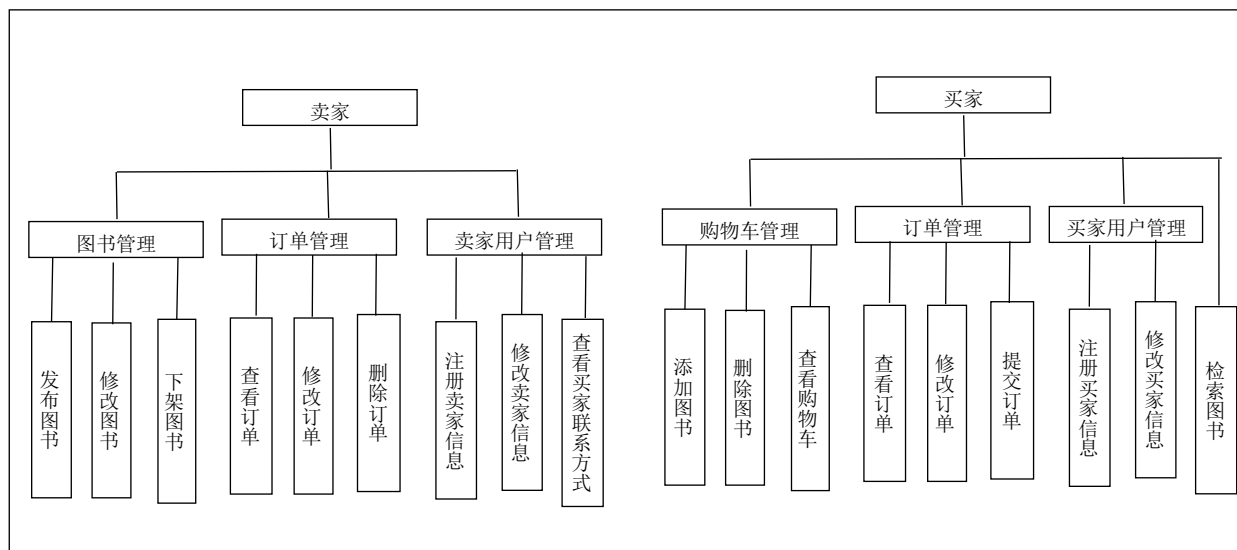 卖家
买家
图书管理
订单管理
卖家用户管理
购物车管理
订单管理
买家用户管理
发布图书
修改图书
下架图书
查看订单
修改订单
删除订单
注册卖家信息
修改卖家信息
查看买家联系方式
添加图书
删除图书
查看购物车
查看订单
修改订单
提交订单
注册买家信息
修改买家信息
检索图书